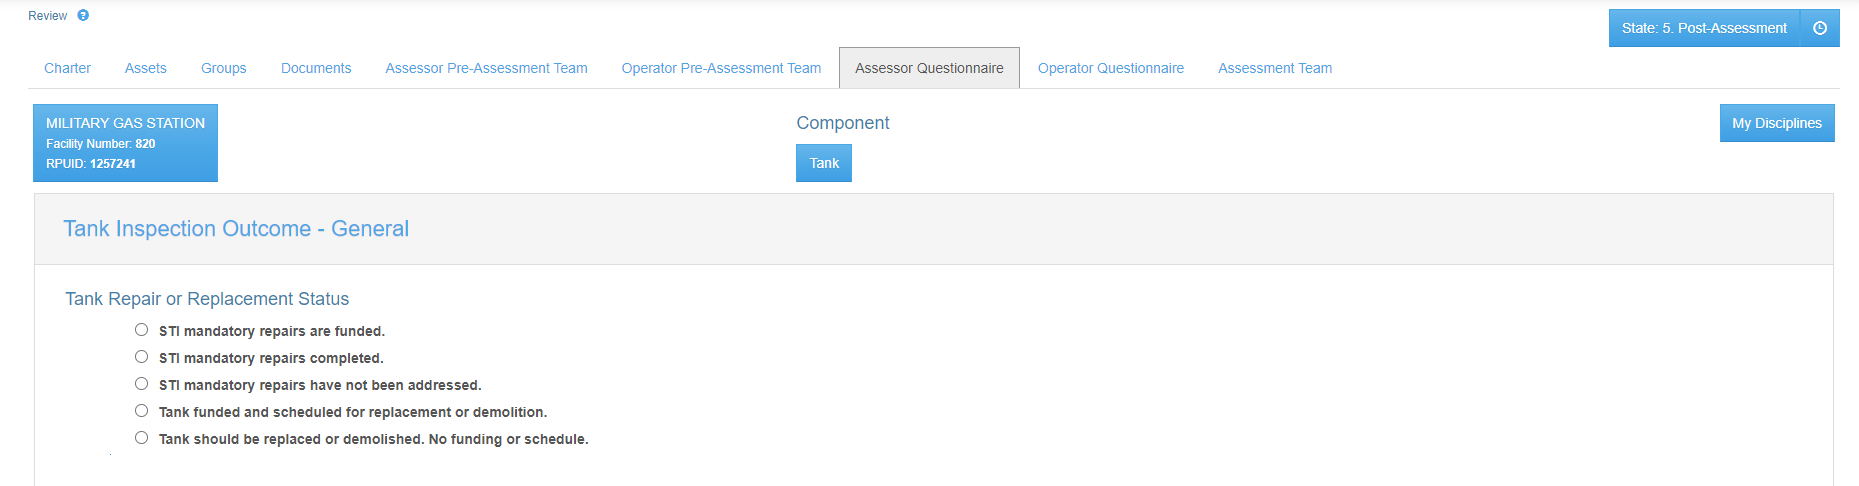 Review
State: 5. Post-Assessment
Charter Assets Groups Documents Assessor Pre-Assessment Team Operator Pre-Assessment Team Assessor Questionnaire Operator Questionnaire Assessment Team
MILITARY GAS STATION
Facility Number: 820
RPUID: 1257241
Component
Tank
My Disciplines
Tank Inspection Outcome - General
Tank Repair or Replacement Status
STI mandatory repairs are funded.
STI mandatory repairs completed.
STI mandatory repairs have not been addressed.
Tank funded and scheduled for replacement or demolition.
Tank should be replaced or demolished. No funding or schedule.